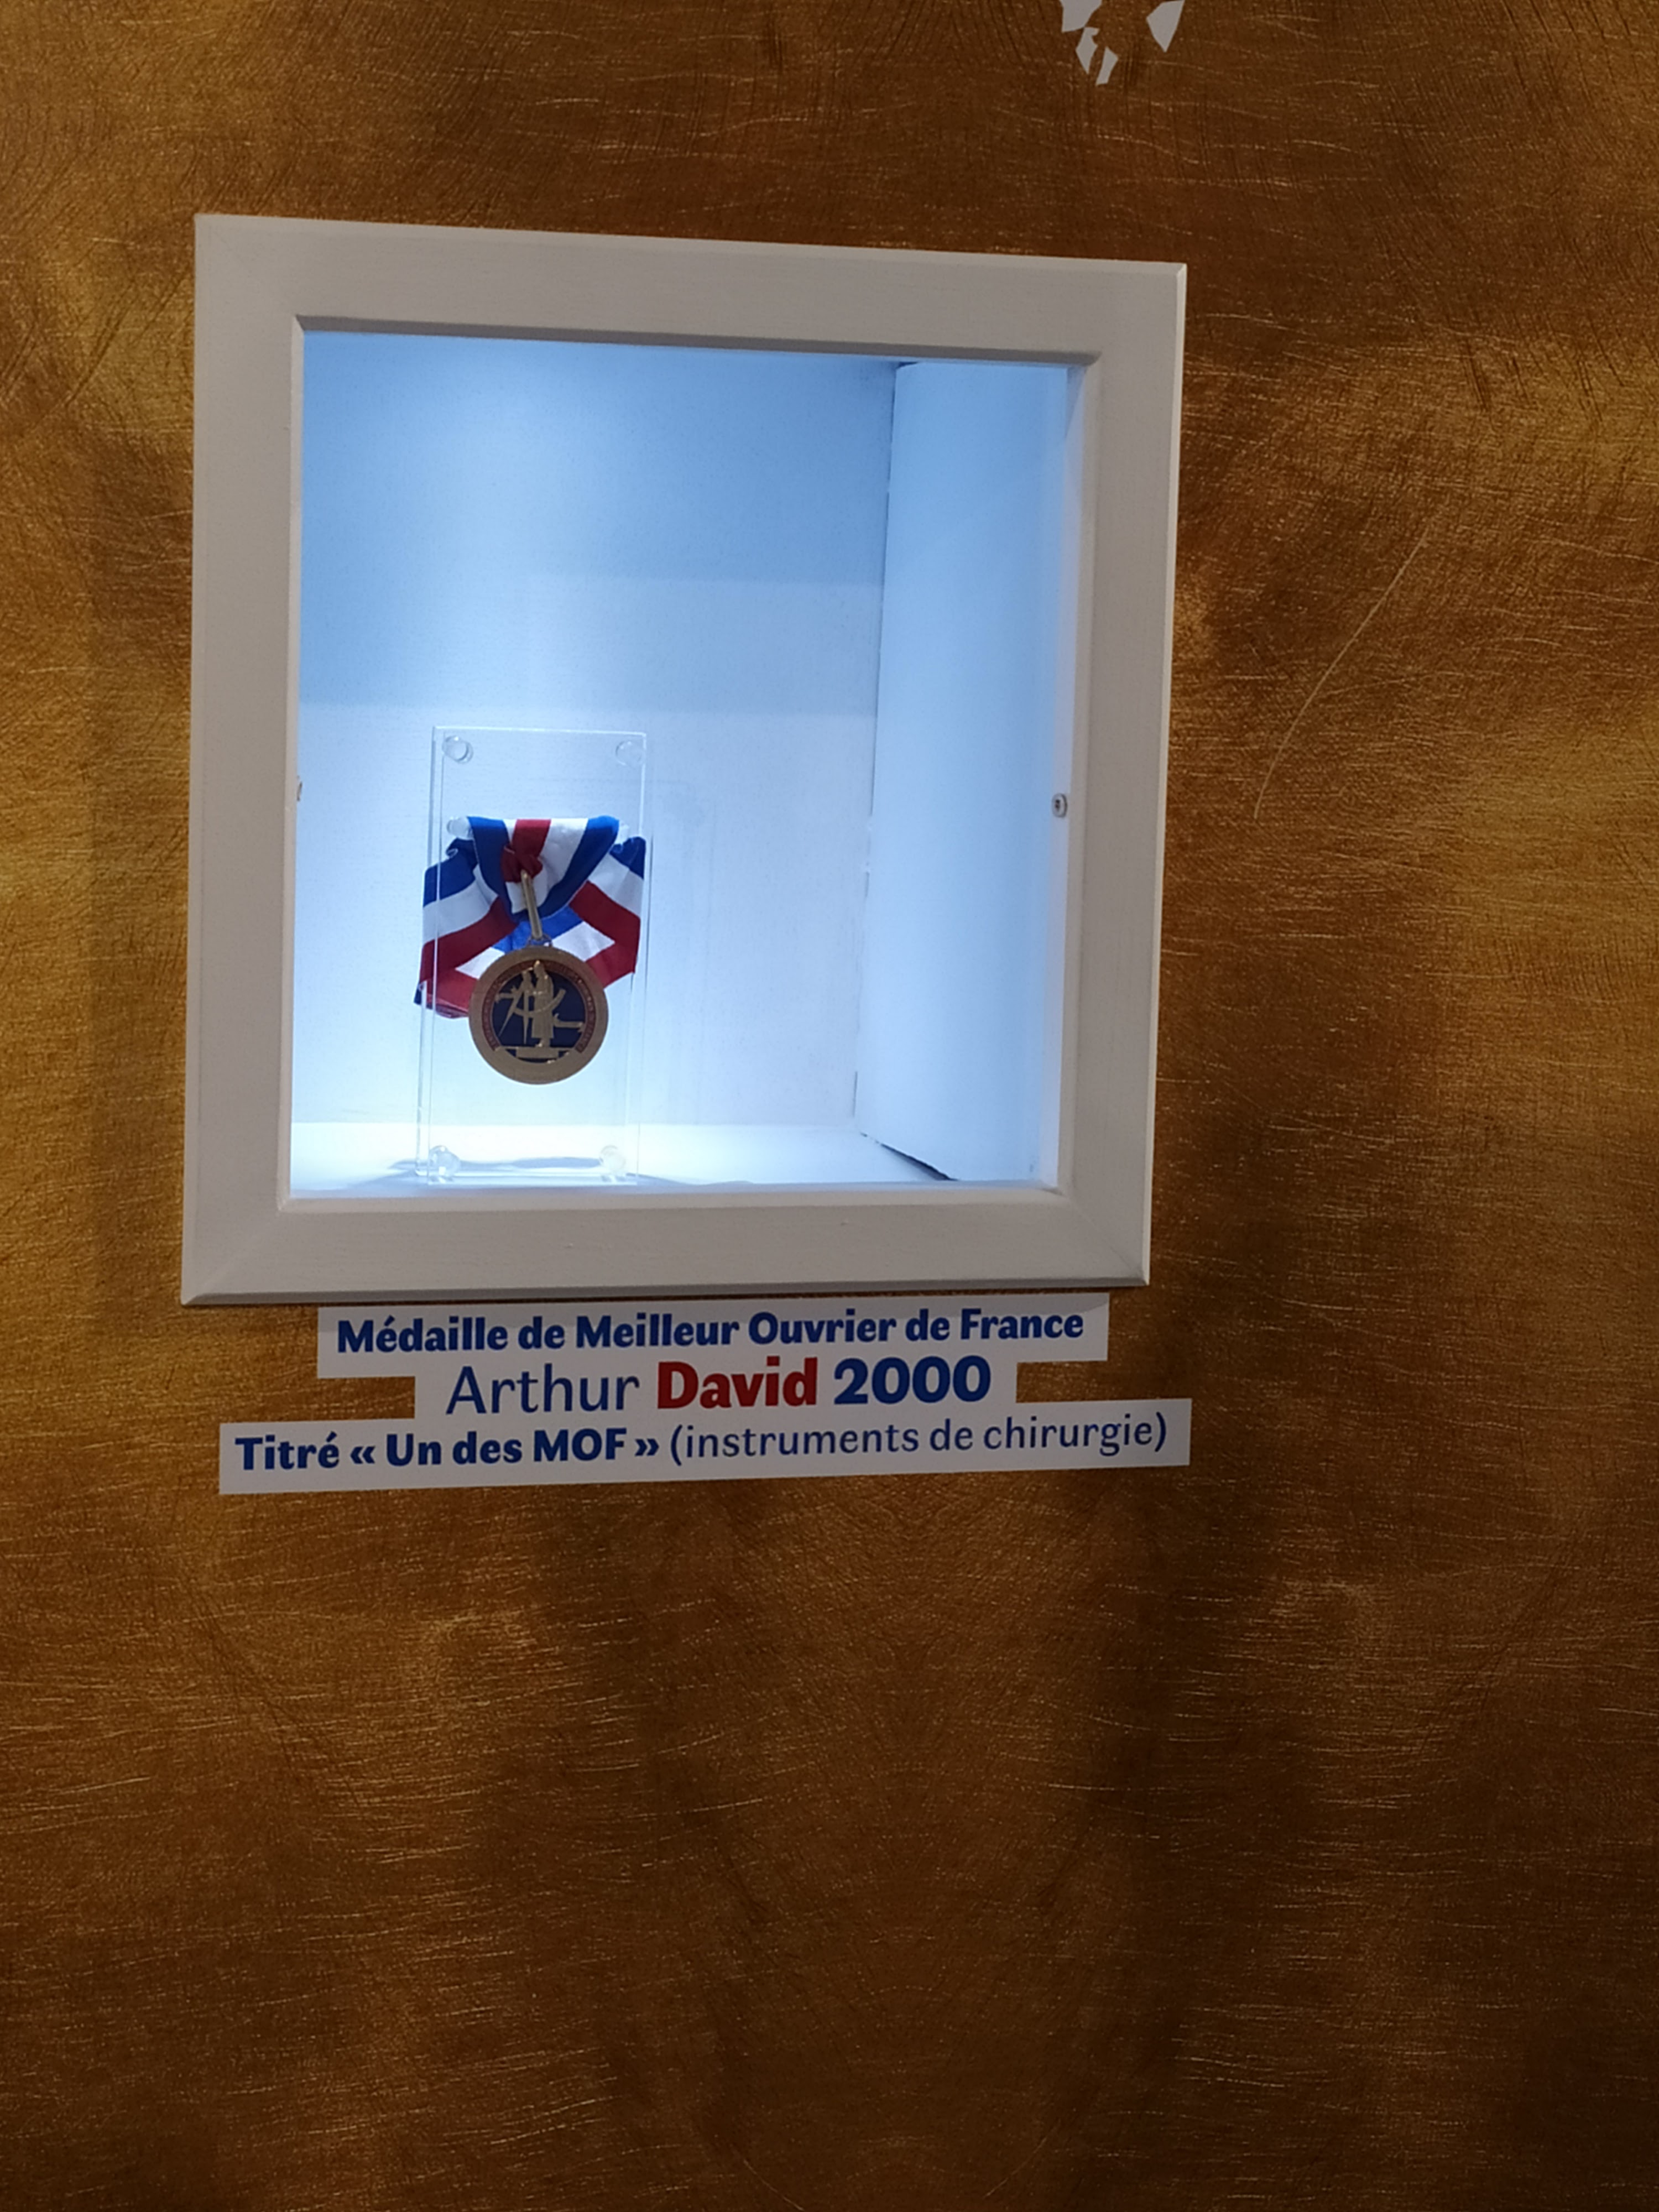 Médaille de Meilleur Ouvrier de France
Arthur David 2000
Titré « Un des MOF » (instruments de chirurgie)